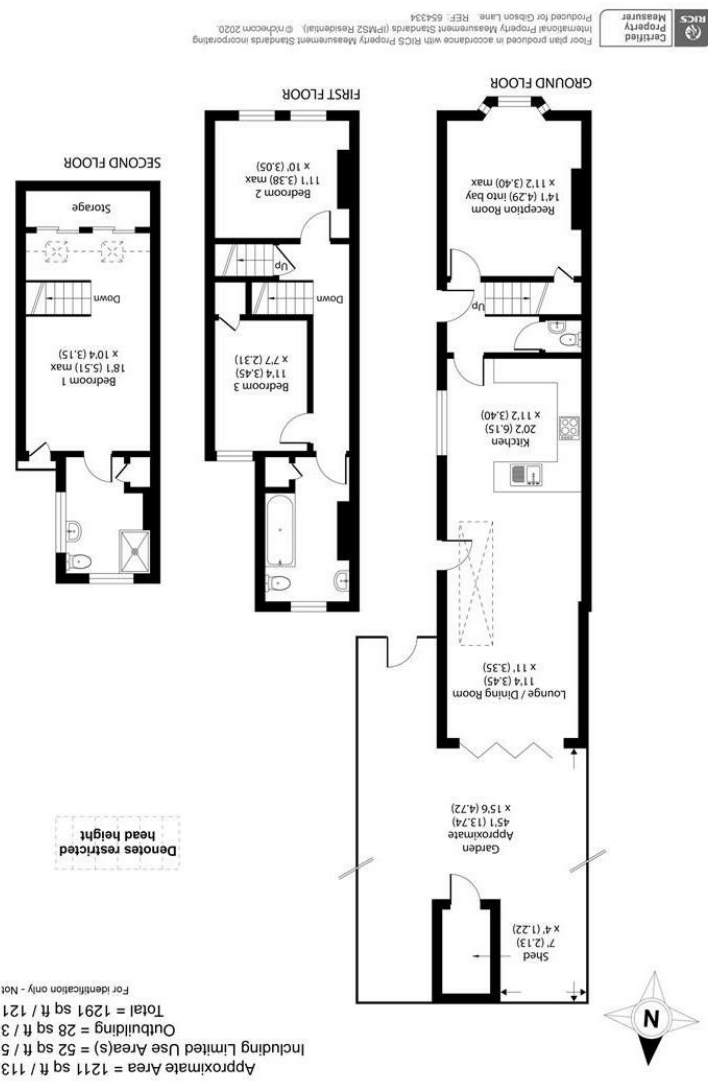 Approximate Area = 1211 sq ft / 113
Including Limited Use Area(s) = 52 sq ft / 5
Outbuilding = 28 sq ft / 3
Total = 1291 sq ft / 121
For identification only - Not
N
Shed
7' (2.13)
x 4' (1.22)
Garden
Approximate
45'1 (13.74)
x 15'6 (4.72)
Denotes restricted
head height
Lounge / Dining Room
11'4 (3.45)
x 11' (3.35)
Kitchen
20'2 (6.15)
x 11'2 (3.40)
Up
Reception Room
14'1 (4.29) into bay
x 11'2 (3.40) max
GROUND FLOOR
Bedroom 3
11'4 (3.45)
x 7'7 (2.31)
Down
Up
Bedroom 2
11'1 (3.38) max
x 10' (3.05)
FIRST FLOOR
Bedroom 1
18'1 (5.51) max
x 10'4 (3.15)
Down
Storage
SECOND FLOOR
RICS
Certified
Property
Measurer
Floor plan produced in accordance with RICS Property Measurement Standards incorporating
International Property Measurement Standards (IPMS2 Residential). © nichecom 2020.
Produced for Gibson Lane. REF: 654334